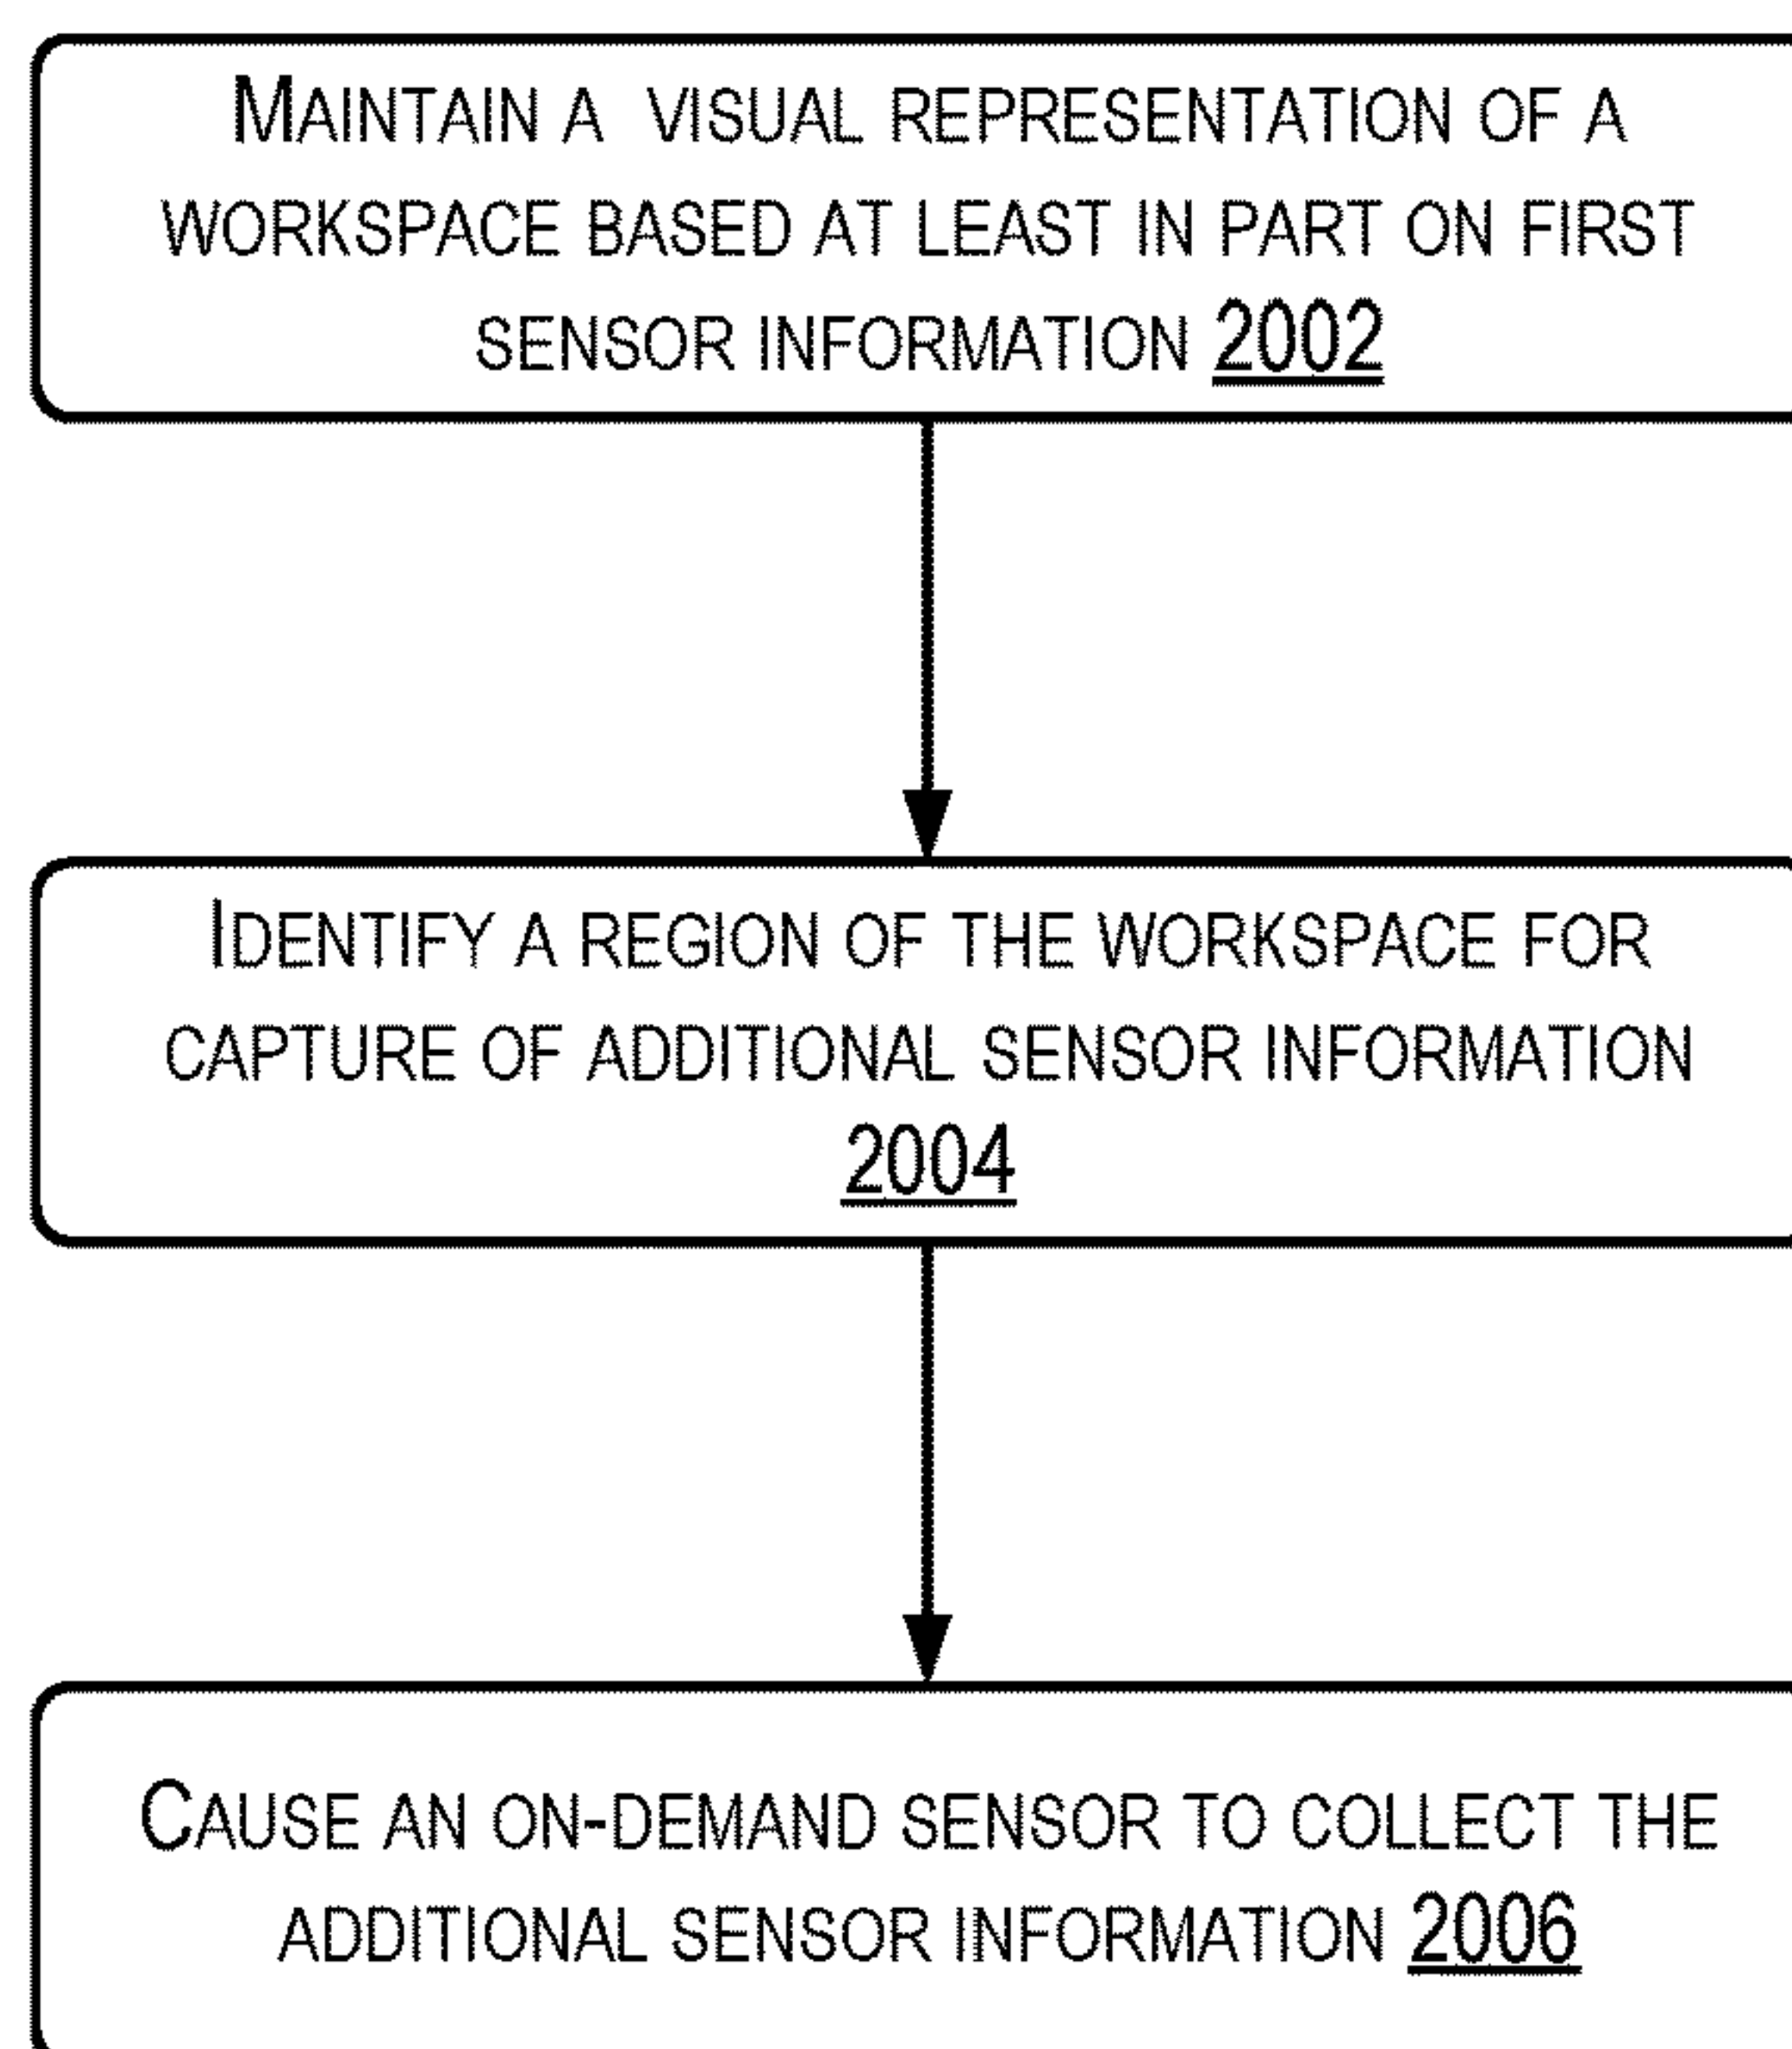 MAINTAIN A VISUAL REPRESENTATION OF A
WORKSPACE BASED AT LEAST IN PART ON FIRST
SENSOR INFORMATION 2002
IDENTIFY A REGION OF THE WORKSPACE FOR
CAPTURE OF ADDITIONAL SENSOR INFORMATION
2004
CAUSE AN ON-DEMAND SENSOR TO COLLECT THE
ADDITIONAL SENSOR INFORMATION 2006